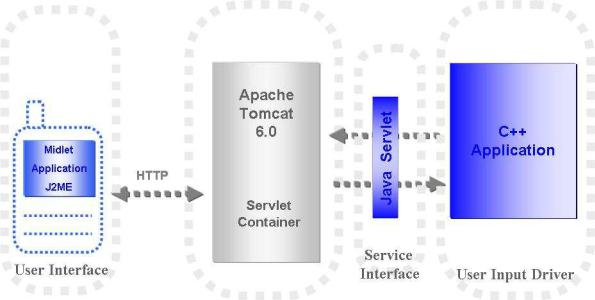 Midlet
Application
J2ME
User Interface
HTTP
Apache
Tomcat
6.0
Servlet
Container
Java Servlet
Service
Interface
C++
Application
User Input Driver